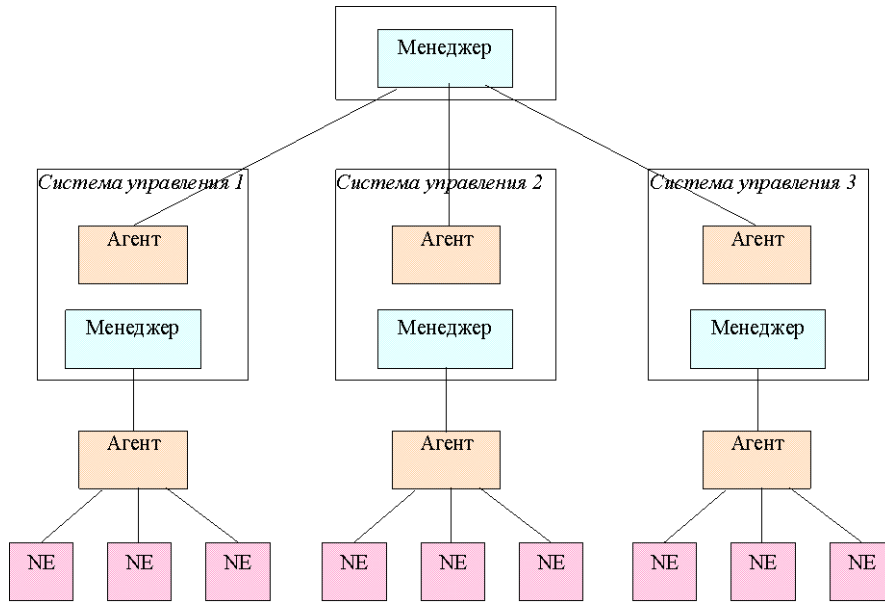 Менеджер
Система управления 1
Система управления 2
Система управления 3
Агент
Агент
Агент
Менеджер
Менеджер
Менеджер
Агент
Агент
Агент
NE
NE
NE
NE
NE
NE
NE
NE
NE